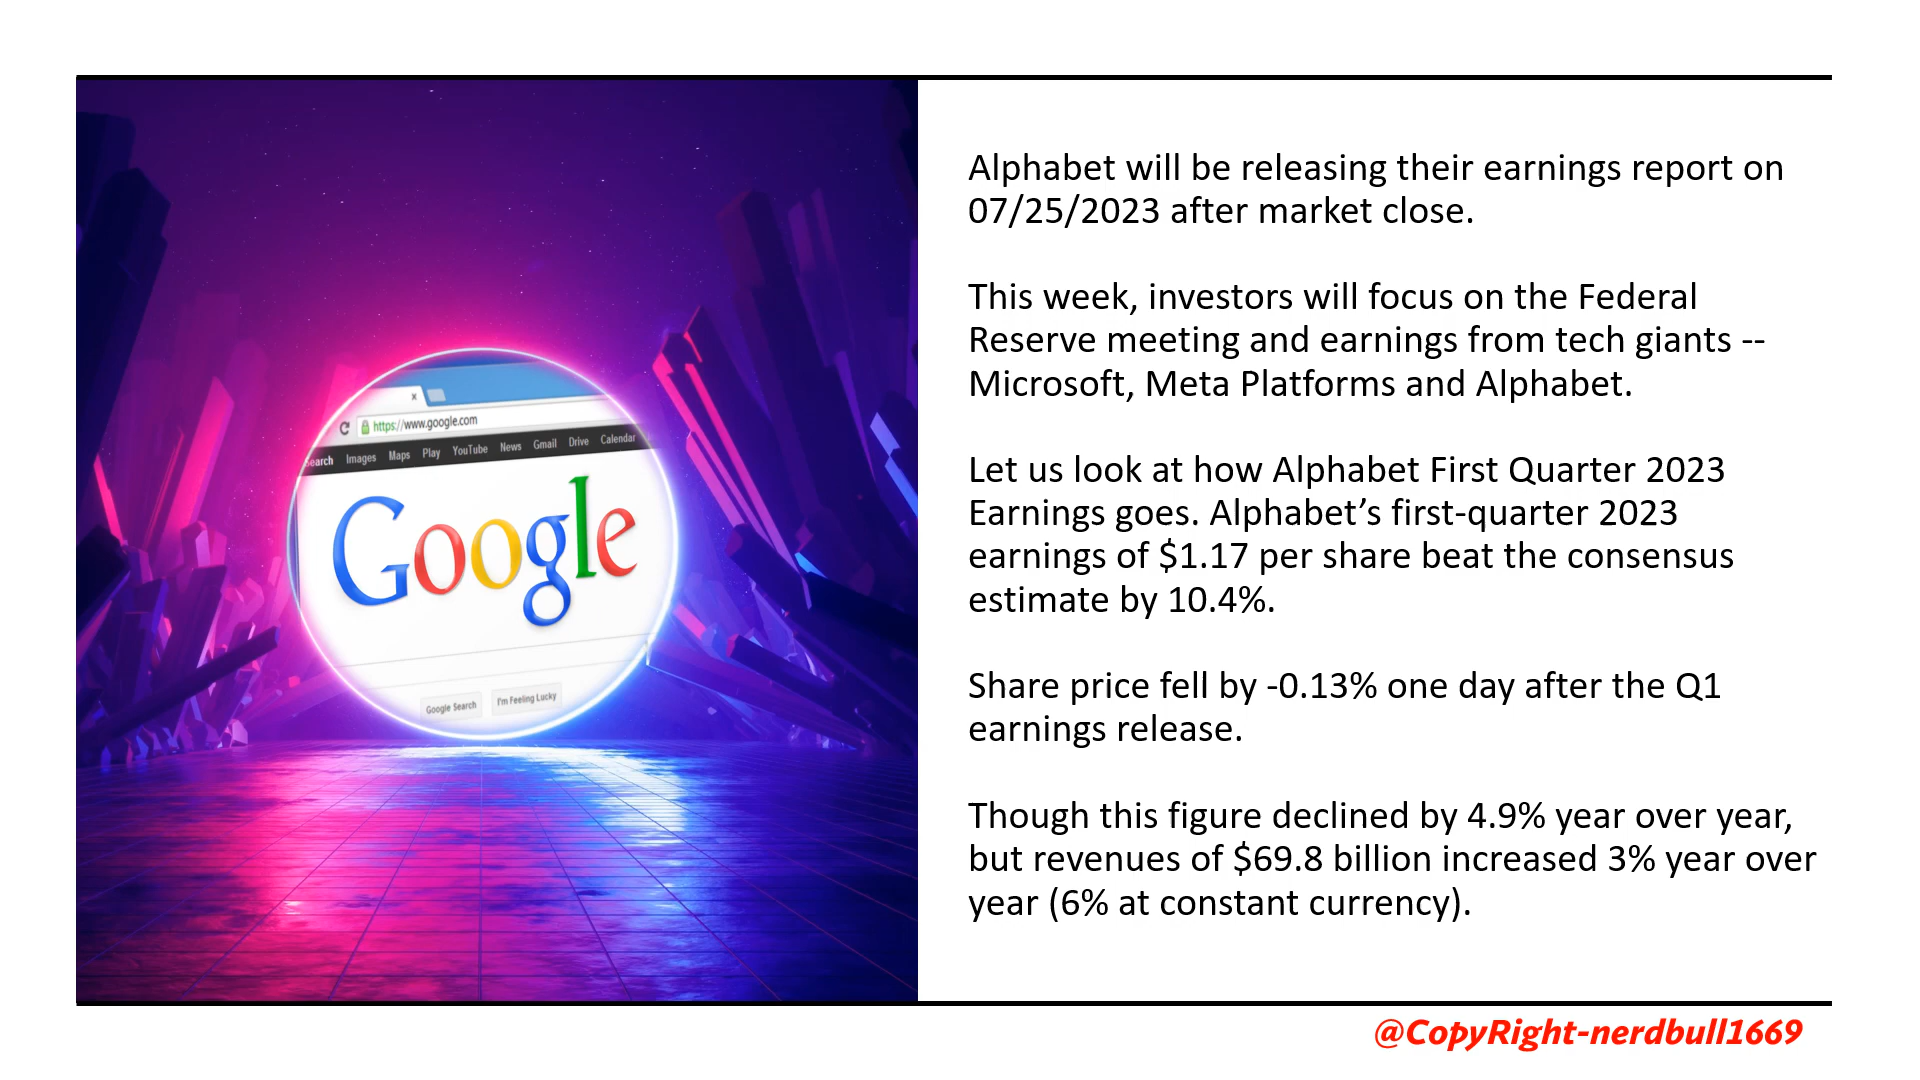 x
https://www.google.com
Search Images Maps Play YouTube News Gmail Drive Calendar
Google
Google Search I'm Feeling Lucky
Alphabet will be releasing their earnings report on
07/25/2023 after market close.
This week, investors will focus on the Federal
Reserve meeting and earnings from tech giants --
Microsoft, Meta Platforms and Alphabet.
Let us look at how Alphabet First Quarter 2023
Earnings goes. Alphabet’s first-quarter 2023
earnings of $1.17 per share beat the consensus
estimate by 10.4%.
Share price fell by -0.13% one day after the Q1
earnings release.
Though this figure declined by 4.9% year over year,
but revenues of $69.8 billion increased 3% year over
year (6% at constant currency).
@CopyRight-nerdbull1669